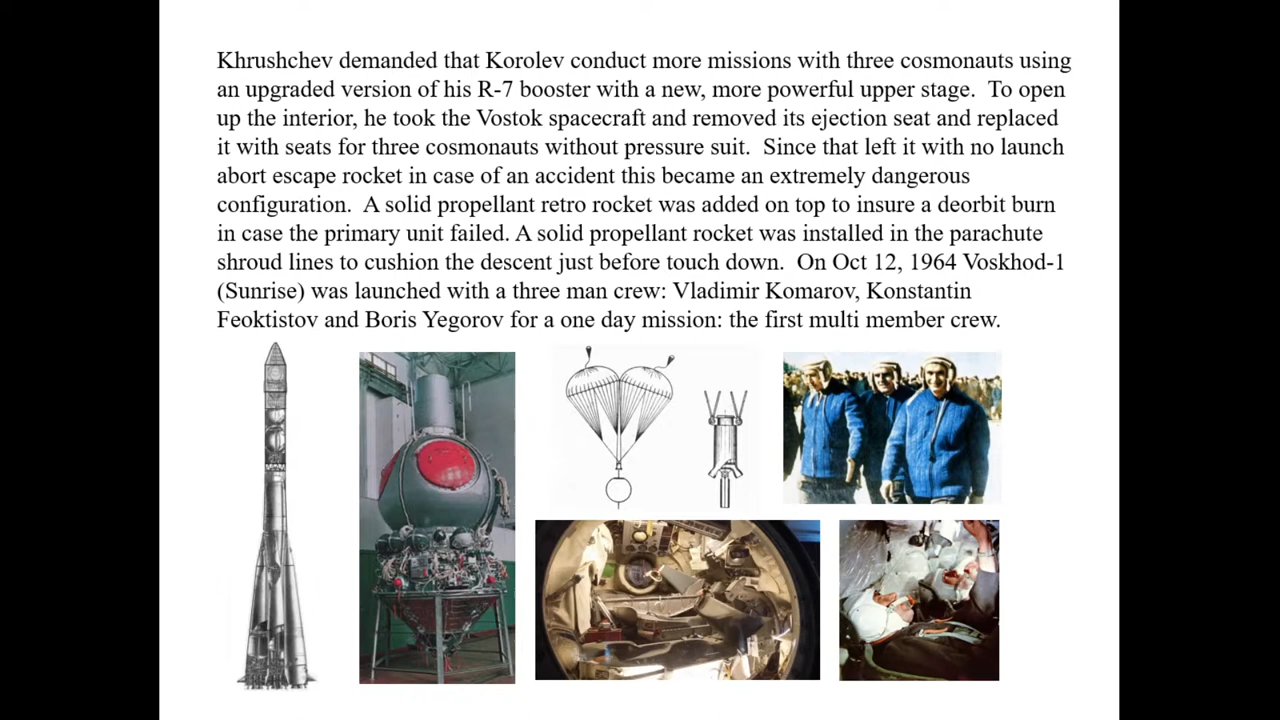 Khrushchev demanded that Korolev conduct more missions with three cosmonauts using
an upgraded version of his R-7 booster with a new, more powerful upper stage.  To open
up the interior, he took the Vostok spacecraft and removed its ejection seat and replaced
it with seats for three cosmonauts without pressure suit.  Since that left it with no launch
abort escape rocket in case of an accident this became an extremely dangerous
configuration.  A solid propellant retro rocket was added on top to insure a deorbit burn
in case the primary unit failed. A solid propellant rocket was installed in the parachute
shroud lines to cushion the descent just before touch down.  On Oct 12, 1964 Voskhod-1
(Sunrise) was launched with a three man crew: Vladimir Komarov, Konstantin
Feoktistov and Boris Yegorov for a one day mission: the first multi member crew.